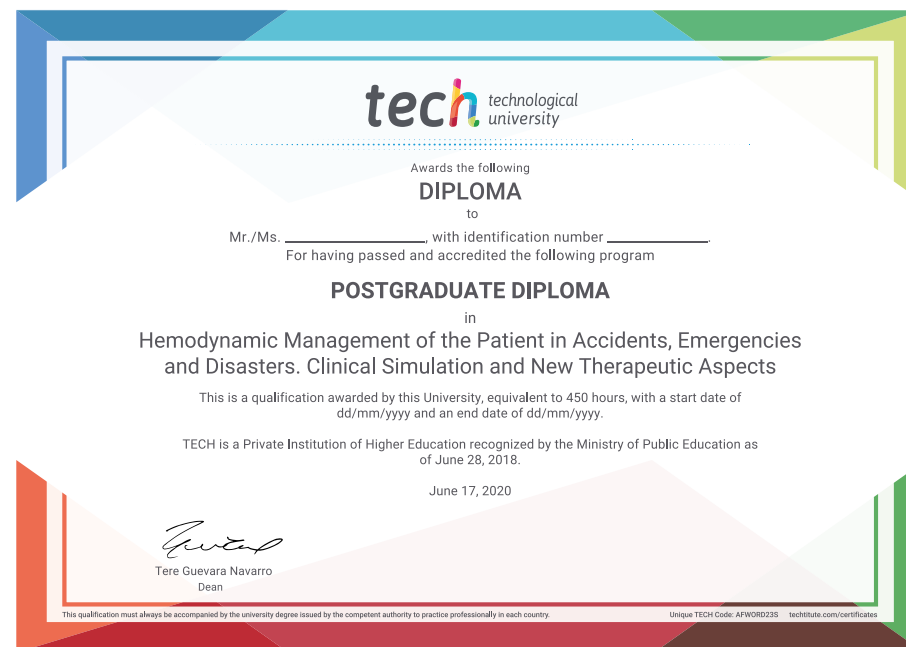 tech technological
university
Awards the following
DIPLOMA
to
Mr./Ms. ____________________, with identification number ______________.
For having passed and accredited the following program
POSTGRADUATE DIPLOMA
in
Hemodynamic Management of the Patient in Accidents, Emergencies
and Disasters. Clinical Simulation and New Therapeutic Aspects
This is a qualification awarded by this University, equivalent to 450 hours, with a start date of
dd/mm/yyyy and an end date of dd/mm/yyyy.
TECH is a Private Institution of Higher Education recognized by the Ministry of Public Education as
of June 28, 2018.
June 17, 2020
Tere Guevara Navarro
Dean
This qualification must always be accompanied by the university degree issued by the competent authority to practice professionally in each country. Unique TECH Code: AFWORD23S techtitute.com/certificates